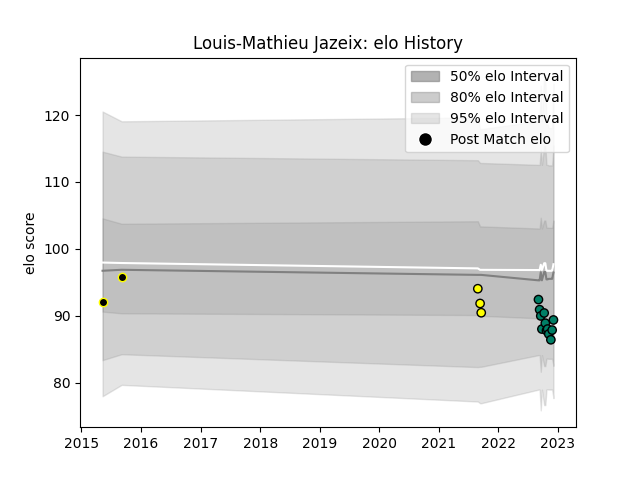 Louis-Mathieu Jazeix: elo History
50% elo Interval
80% elo Interval
95% elo Interval
Post Match elo
elo score
120
110
100
90
80
2015 2016 2017 2018 2019 2020 2021 2022 2023